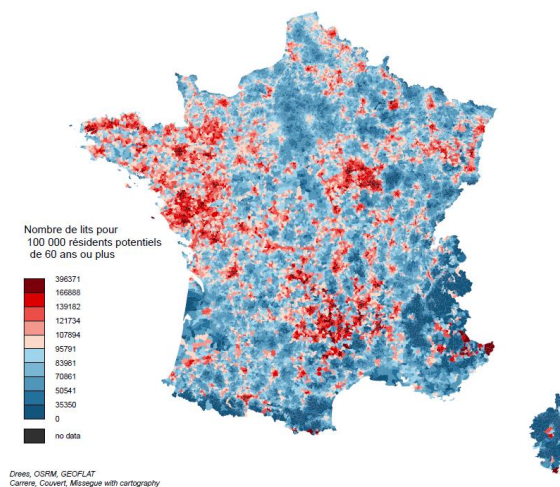 Nombre de lits pour
100 000 résidents potentiels
de 60 ans ou plus
396371
166888
139182
121734
107894
95791
83981
70861
50541
35350
0
no data
Drees, OSRM, GEOFLAT
Carrere, Couvert, Missegue with cartography